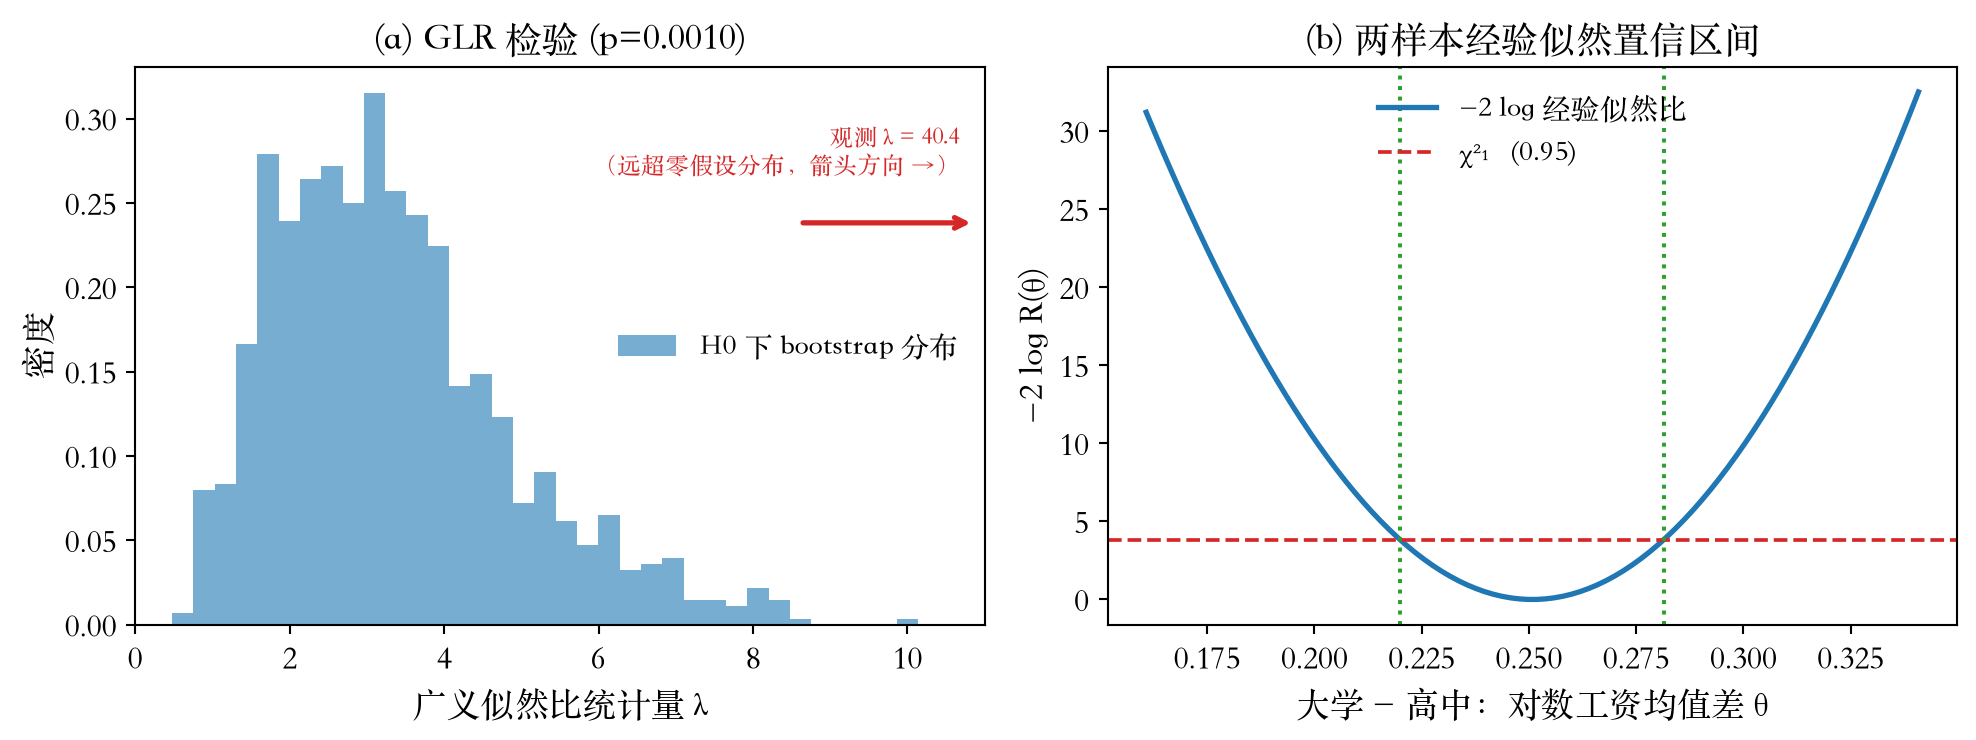 (a) GLR 检验 (p=0.0010)
密度
0.30
0.25
0.20
0.15
0.10
0.05
0.00
观测 λ = 40.4
（远超零假设分布，箭头方向 →）
H0 下 bootstrap 分布
0 2 4 6 8 10
广义似然比统计量 λ
(b) 两样本经验似然置信区间
−2 log R(θ)
30
25
20
15
10
5
0
−2 log 经验似然比
χ²₁ (0.95)
0.175 0.200 0.225 0.250 0.275 0.300 0.325
大学 − 高中：对数工资均值差 θ